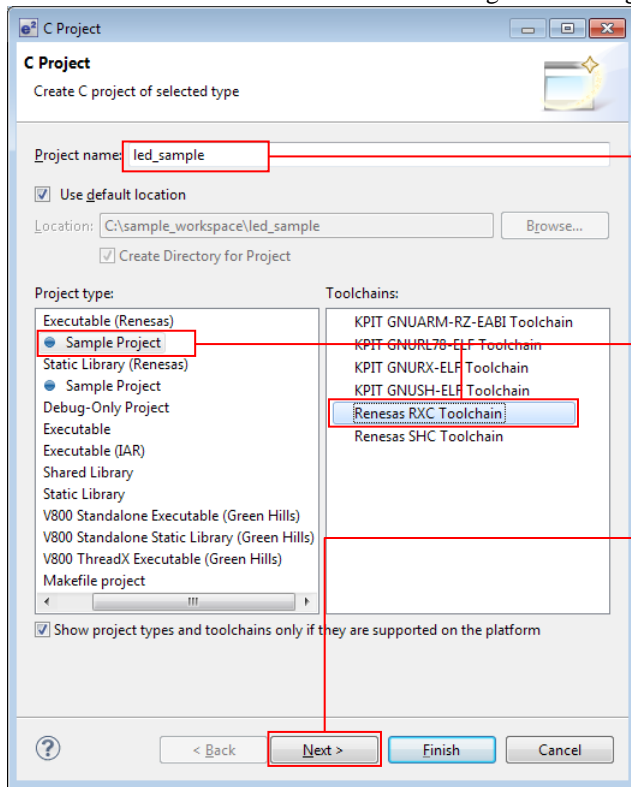 C Project
C Project
Create C project of selected type
Project name: led_sample
Use default location
Location: C:\sample_workspace\led_sample Browse...
Create Directory for Project
Project type:
Executable (Renesas)
Sample Project
Static Library (Renesas)
Sample Project
Debug-Only Project
Executable
Executable (IAR)
Shared Library
Static Library
V800 Standalone Executable (Green Hills)
V800 Standalone Static Library (Green Hills)
V800 ThreadX Executable (Green Hills)
Makefile project
Toolchains:
KPIT GNUARM-RZ-EABI Toolchain
KPIT GNURL78-ELF Toolchain
KPIT GNURX-ELF Toolchain
KPIT GNUSH-ELF Toolchain
Renesas RXC Toolchain
Renesas SHC Toolchain
Show project types and toolchains only if they are supported on the platform
? < Back Next > Finish Cancel